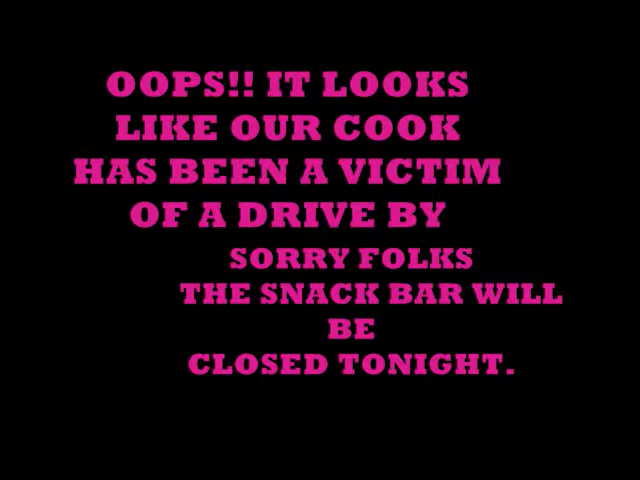 OOPS!! IT LOOKS
LIKE OUR COOK
HAS BEEN A VICTIM
OF A DRIVE BY
SORRY FOLKS
THE SNACK BAR WILL
BE
CLOSED TONIGHT.